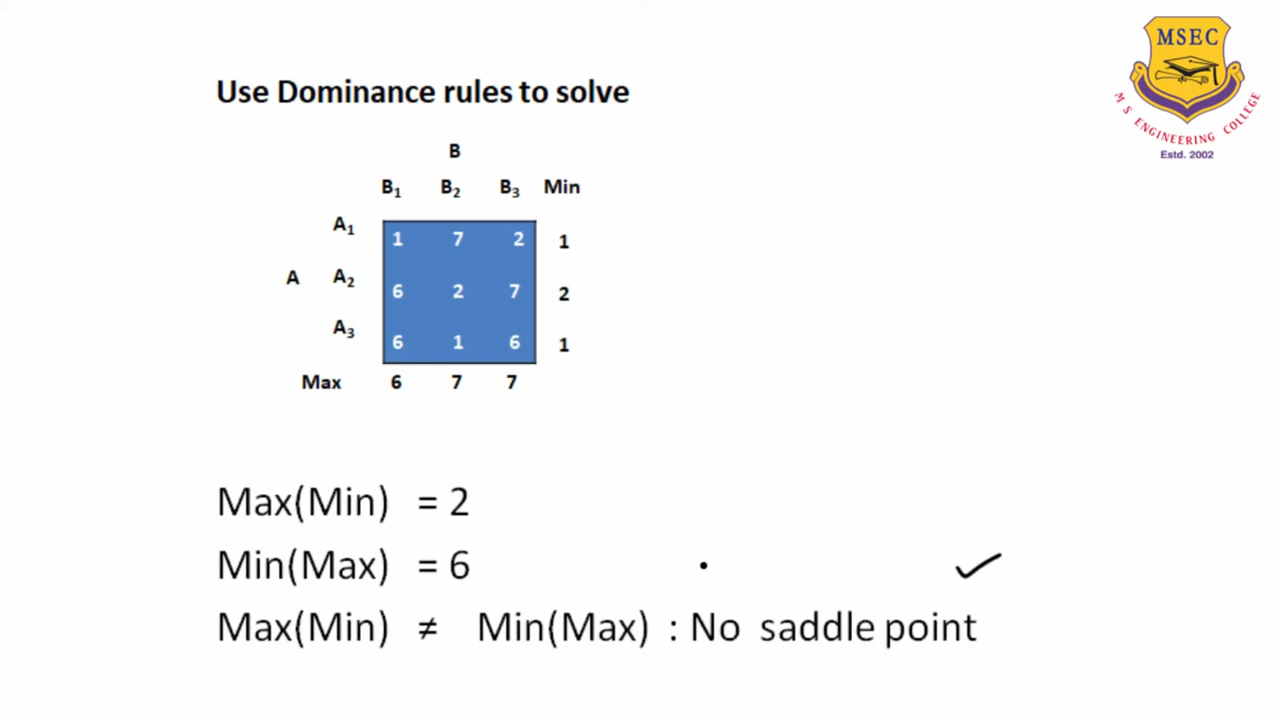 MSEC
M S ENGINEERING COLLEGE
Estd. 2002
Use Dominance rules to solve
B
B₁ B₂ B₃ Min
A₁ 1 7 2 1
A A₂ 6 2 7 2
A₃ 6 1 6 1
Max 6 7 7
Max(Min) = 2
Min(Max) = 6
Max(Min) ≠ Min(Max) : No saddle point